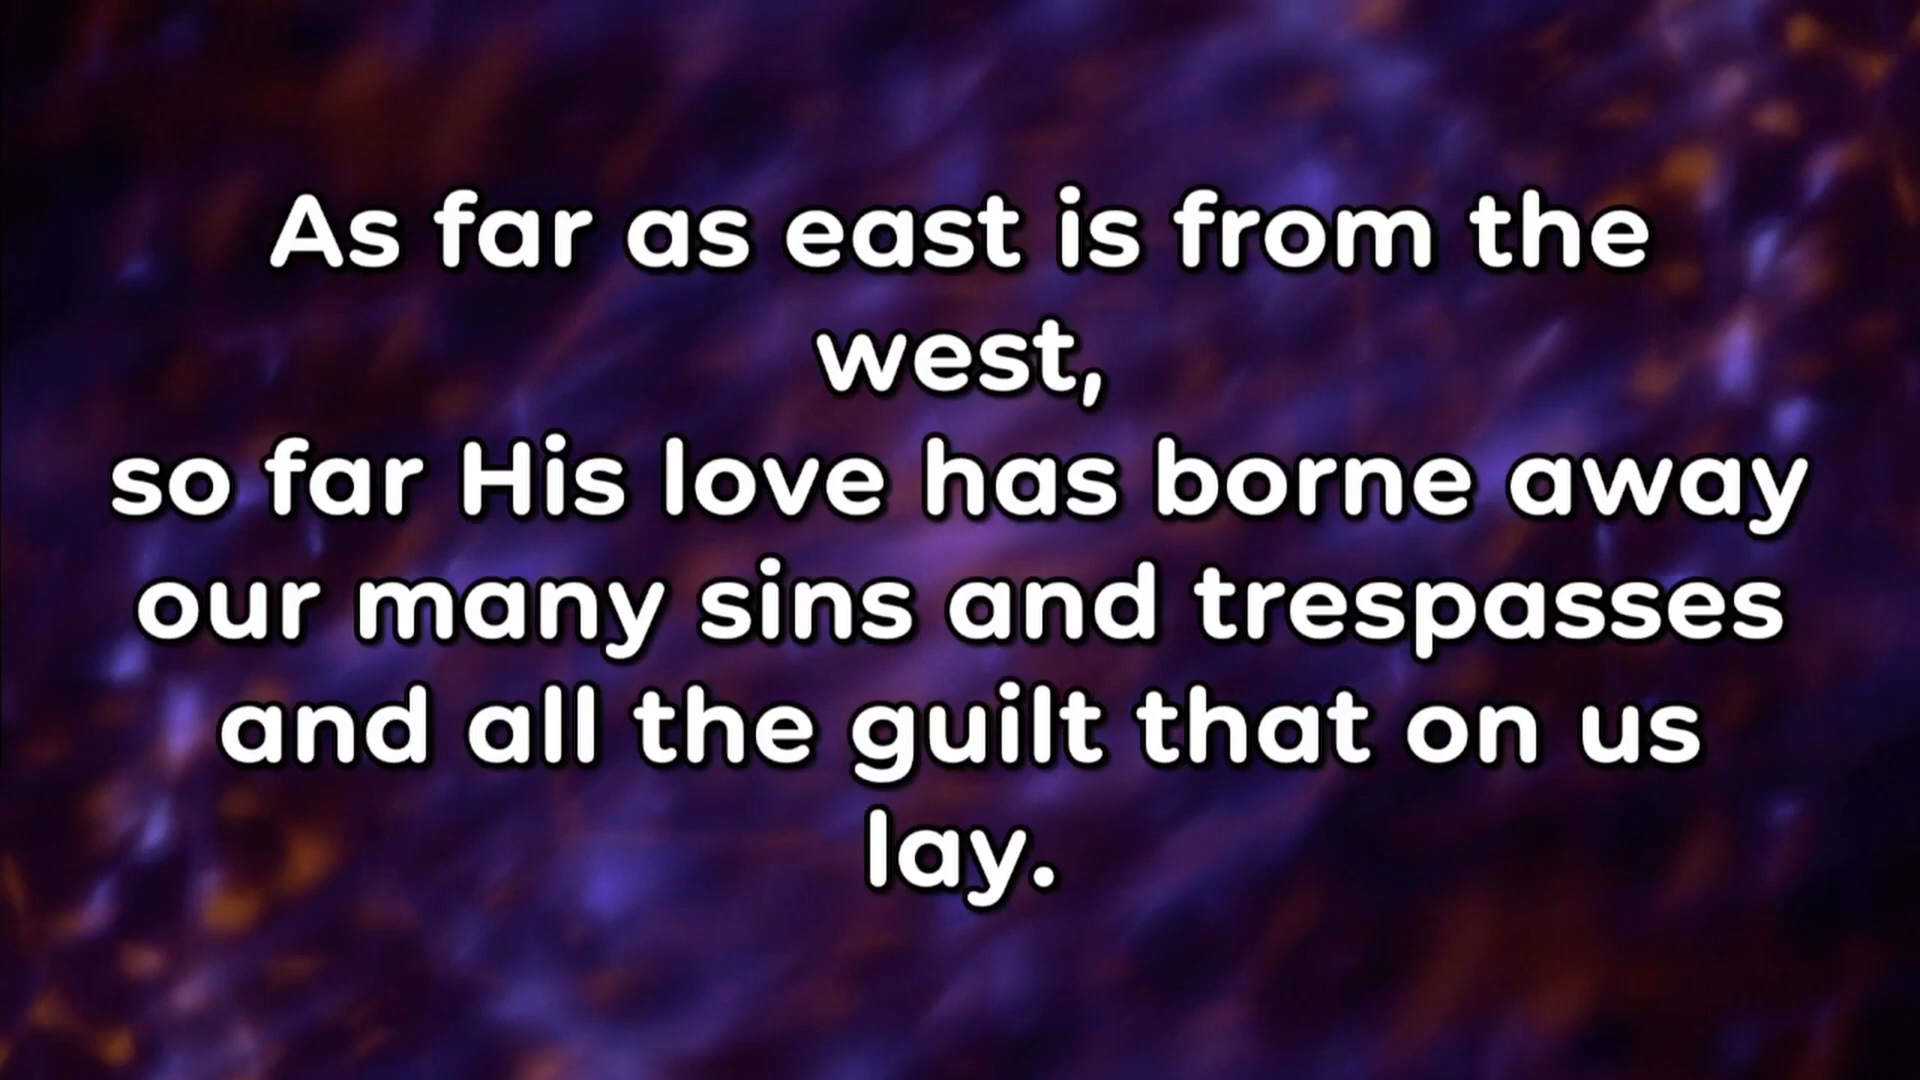 As far as east is from the
west,
so far His love has borne away
our many sins and trespasses
and all the guilt that on us
lay.